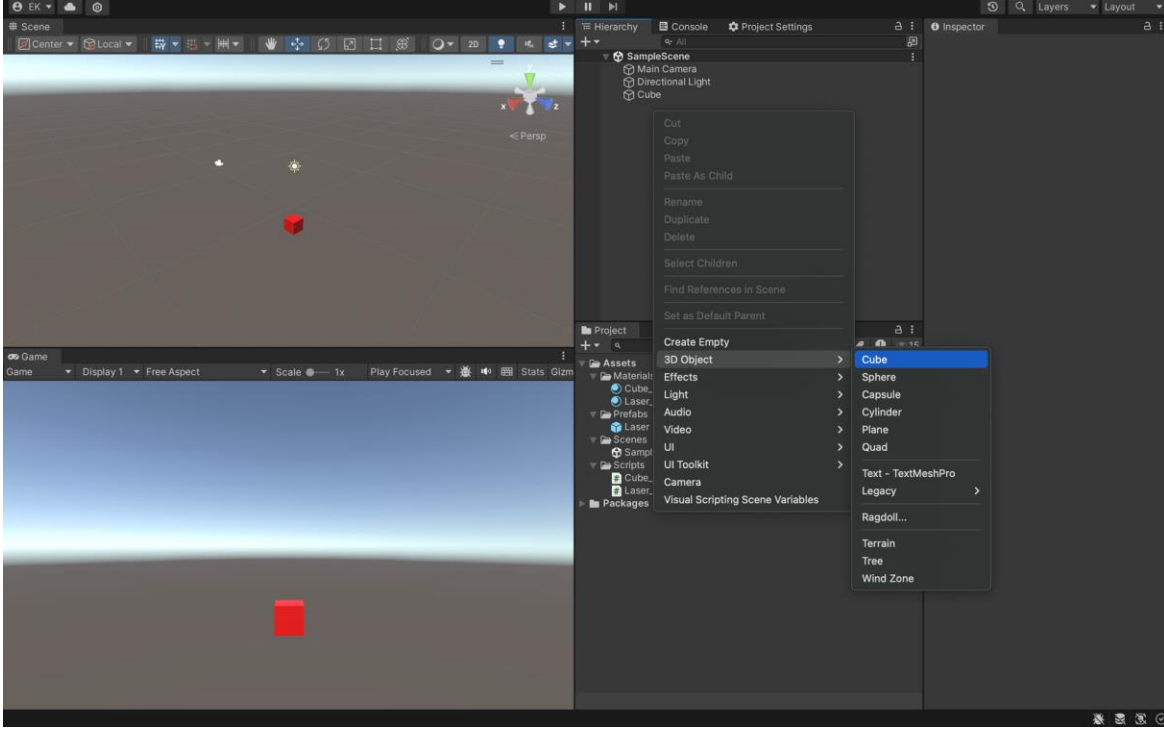 EK
Layers
Layout
Scene
Center
Local
2D
x
z
Persp
Game
Game
Display 1
Free Aspect
Scale
1x
Play Focused
Stats
Gizm
Hierarchy
Console
Project Settings
All
SampleScene
Main Camera
Directional Light
Cube
Cut
Copy
Paste
Paste As Child
Rename
Duplicate
Delete
Select Children
Find References in Scene
Set as Default Parent
Create Empty
3D Object
Effects
Light
Audio
Video
UI
UI Toolkit
Camera
Visual Scripting Scene Variables
Cube
Sphere
Capsule
Cylinder
Plane
Quad
Text - TextMeshPro
Legacy
Ragdoll...
Terrain
Tree
Wind Zone
Project
15
Assets
Materials
Cube_
Laser_
Prefabs
Laser
Scenes
Sampl
Scripts
Cube_
Laser_
Packages
Inspector